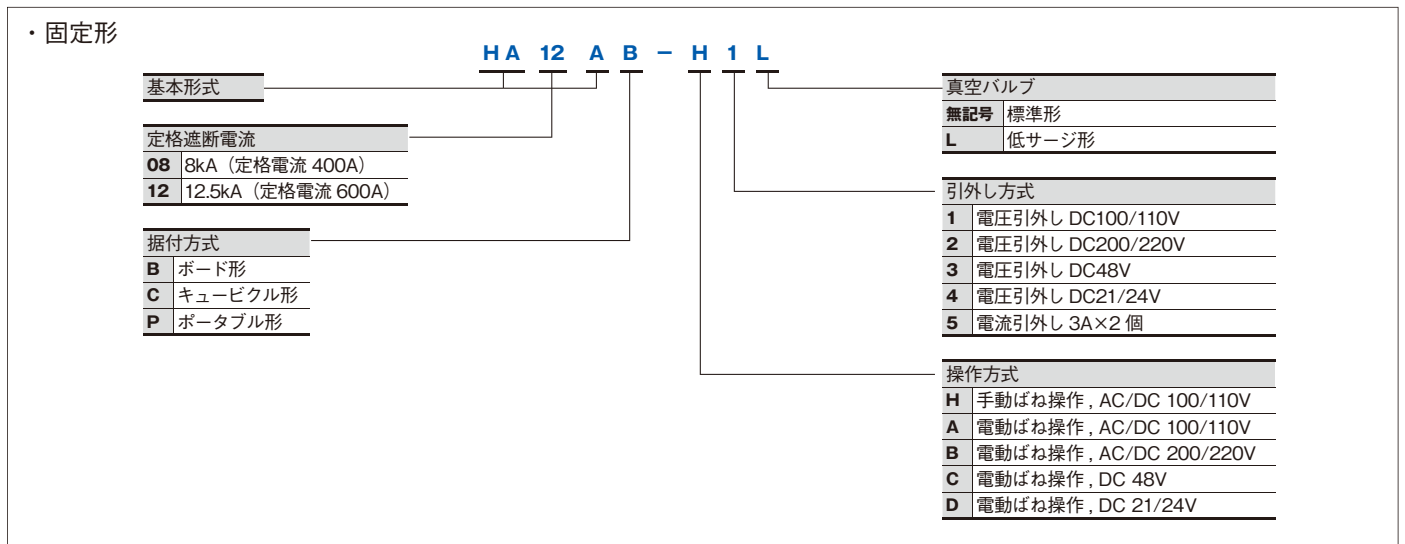 ・固定形
HA 12 A B − H 1 L
基本形式
定格遮断電流
08 8kA（定格電流 400A）
12 12.5kA（定格電流 600A）
据付方式
B ボード形
C キュービクル形
P ポータブル形
真空バルブ
無記号 標準形
L 低サージ形
引外し方式
1 電圧引外し DC100/110V
2 電圧引外し DC200/220V
3 電圧引外し DC48V
4 電圧引外し DC21/24V
5 電流引外し 3A×2 個
操作方式
H 手動ばね操作 , AC/DC 100/110V
A 電動ばね操作 , AC/DC 100/110V
B 電動ばね操作 , AC/DC 200/220V
C 電動ばね操作 , DC 48V
D 電動ばね操作 , DC 21/24V